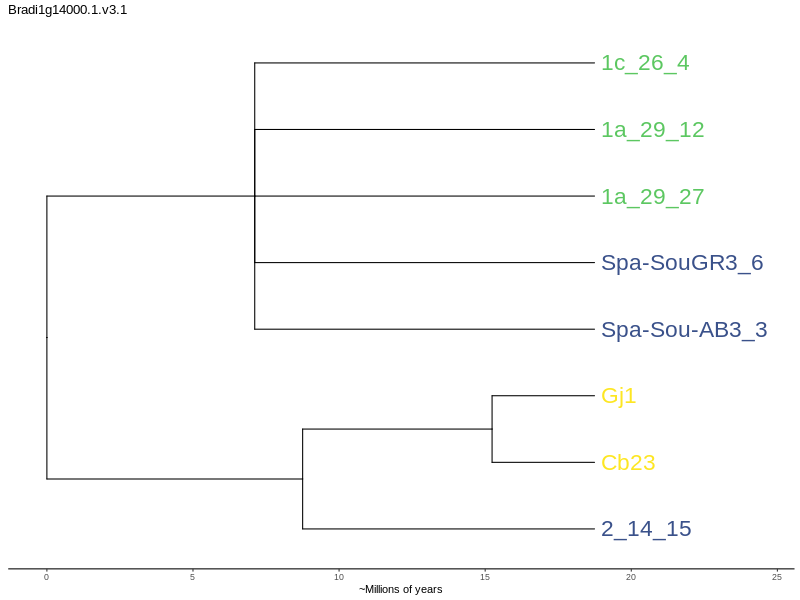 Bradi1g14000.1.v3.1
1c_26_4
1a_29_12
1a_29_27
Spa-SouGR3_6
Spa-Sou-AB3_3
Gj1
Cb23
2_14_15
0 5 10 15 20 25
~Millions of years